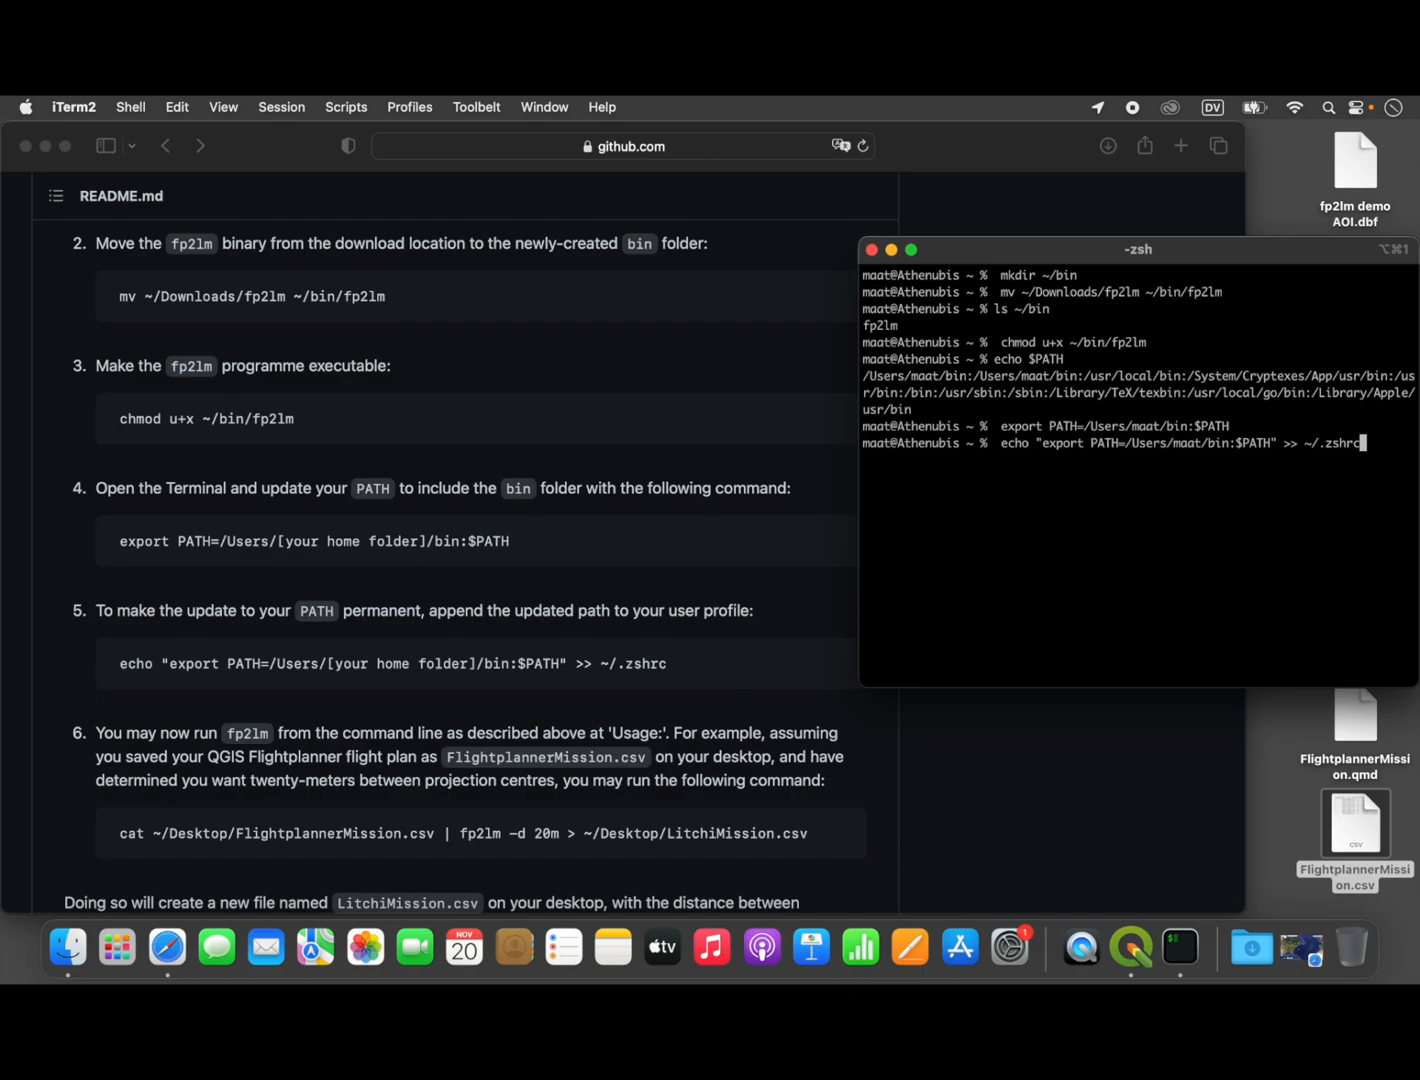 iTerm2 Shell Edit View Session Scripts Profiles Toolbelt Window Help DV
github.com
fp2lm demo
AOI.dbf
README.md
2. Move the fp2lm binary from the download location to the newly-created bin folder:
mv ~/Downloads/fp2lm ~/bin/fp2lm
3. Make the fp2lm programme executable:
chmod u+x ~/bin/fp2lm
4. Open the Terminal and update your PATH to include the bin folder with the following command:
export PATH=/Users/[your home folder]/bin:$PATH
5. To make the update to your PATH permanent, append the updated path to your user profile:
echo "export PATH=/Users/[your home folder]/bin:$PATH" >> ~/.zshrc
6. You may now run fp2lm from the command line as described above at 'Usage:'. For example, assuming
you saved your QGIS Flightplanner flight plan as FlightplannerMission.csv on your desktop, and have
determined you want twenty-meters between projection centres, you may run the following command:
cat ~/Desktop/FlightplannerMission.csv | fp2lm -d 20m > ~/Desktop/LitchiMission.csv
Doing so will create a new file named LitchiMission.csv on your desktop, with the distance between
-zsh
⌥⌘1
maat@Athenubis ~ % mkdir ~/bin
maat@Athenubis ~ % mv ~/Downloads/fp2lm ~/bin/fp2lm
maat@Athenubis ~ % ls ~/bin
fp2lm
maat@Athenubis ~ % chmod u+x ~/bin/fp2lm
maat@Athenubis ~ % echo $PATH
/Users/maat/bin:/Users/maat/bin:/usr/local/bin:/System/Cryptexes/App/usr/bin:/us
r/bin:/bin:/usr/sbin:/sbin:/Library/TeX/texbin:/usr/local/go/bin:/Library/Apple/
usr/bin
maat@Athenubis ~ % export PATH=/Users/maat/bin:$PATH
maat@Athenubis ~ % echo "export PATH=/Users/maat/bin:$PATH" >> ~/.zshrc
FlightplannerMissi
on.qmd
CSV
FlightplannerMissi
on.csv
NOV
20
tv
1
$